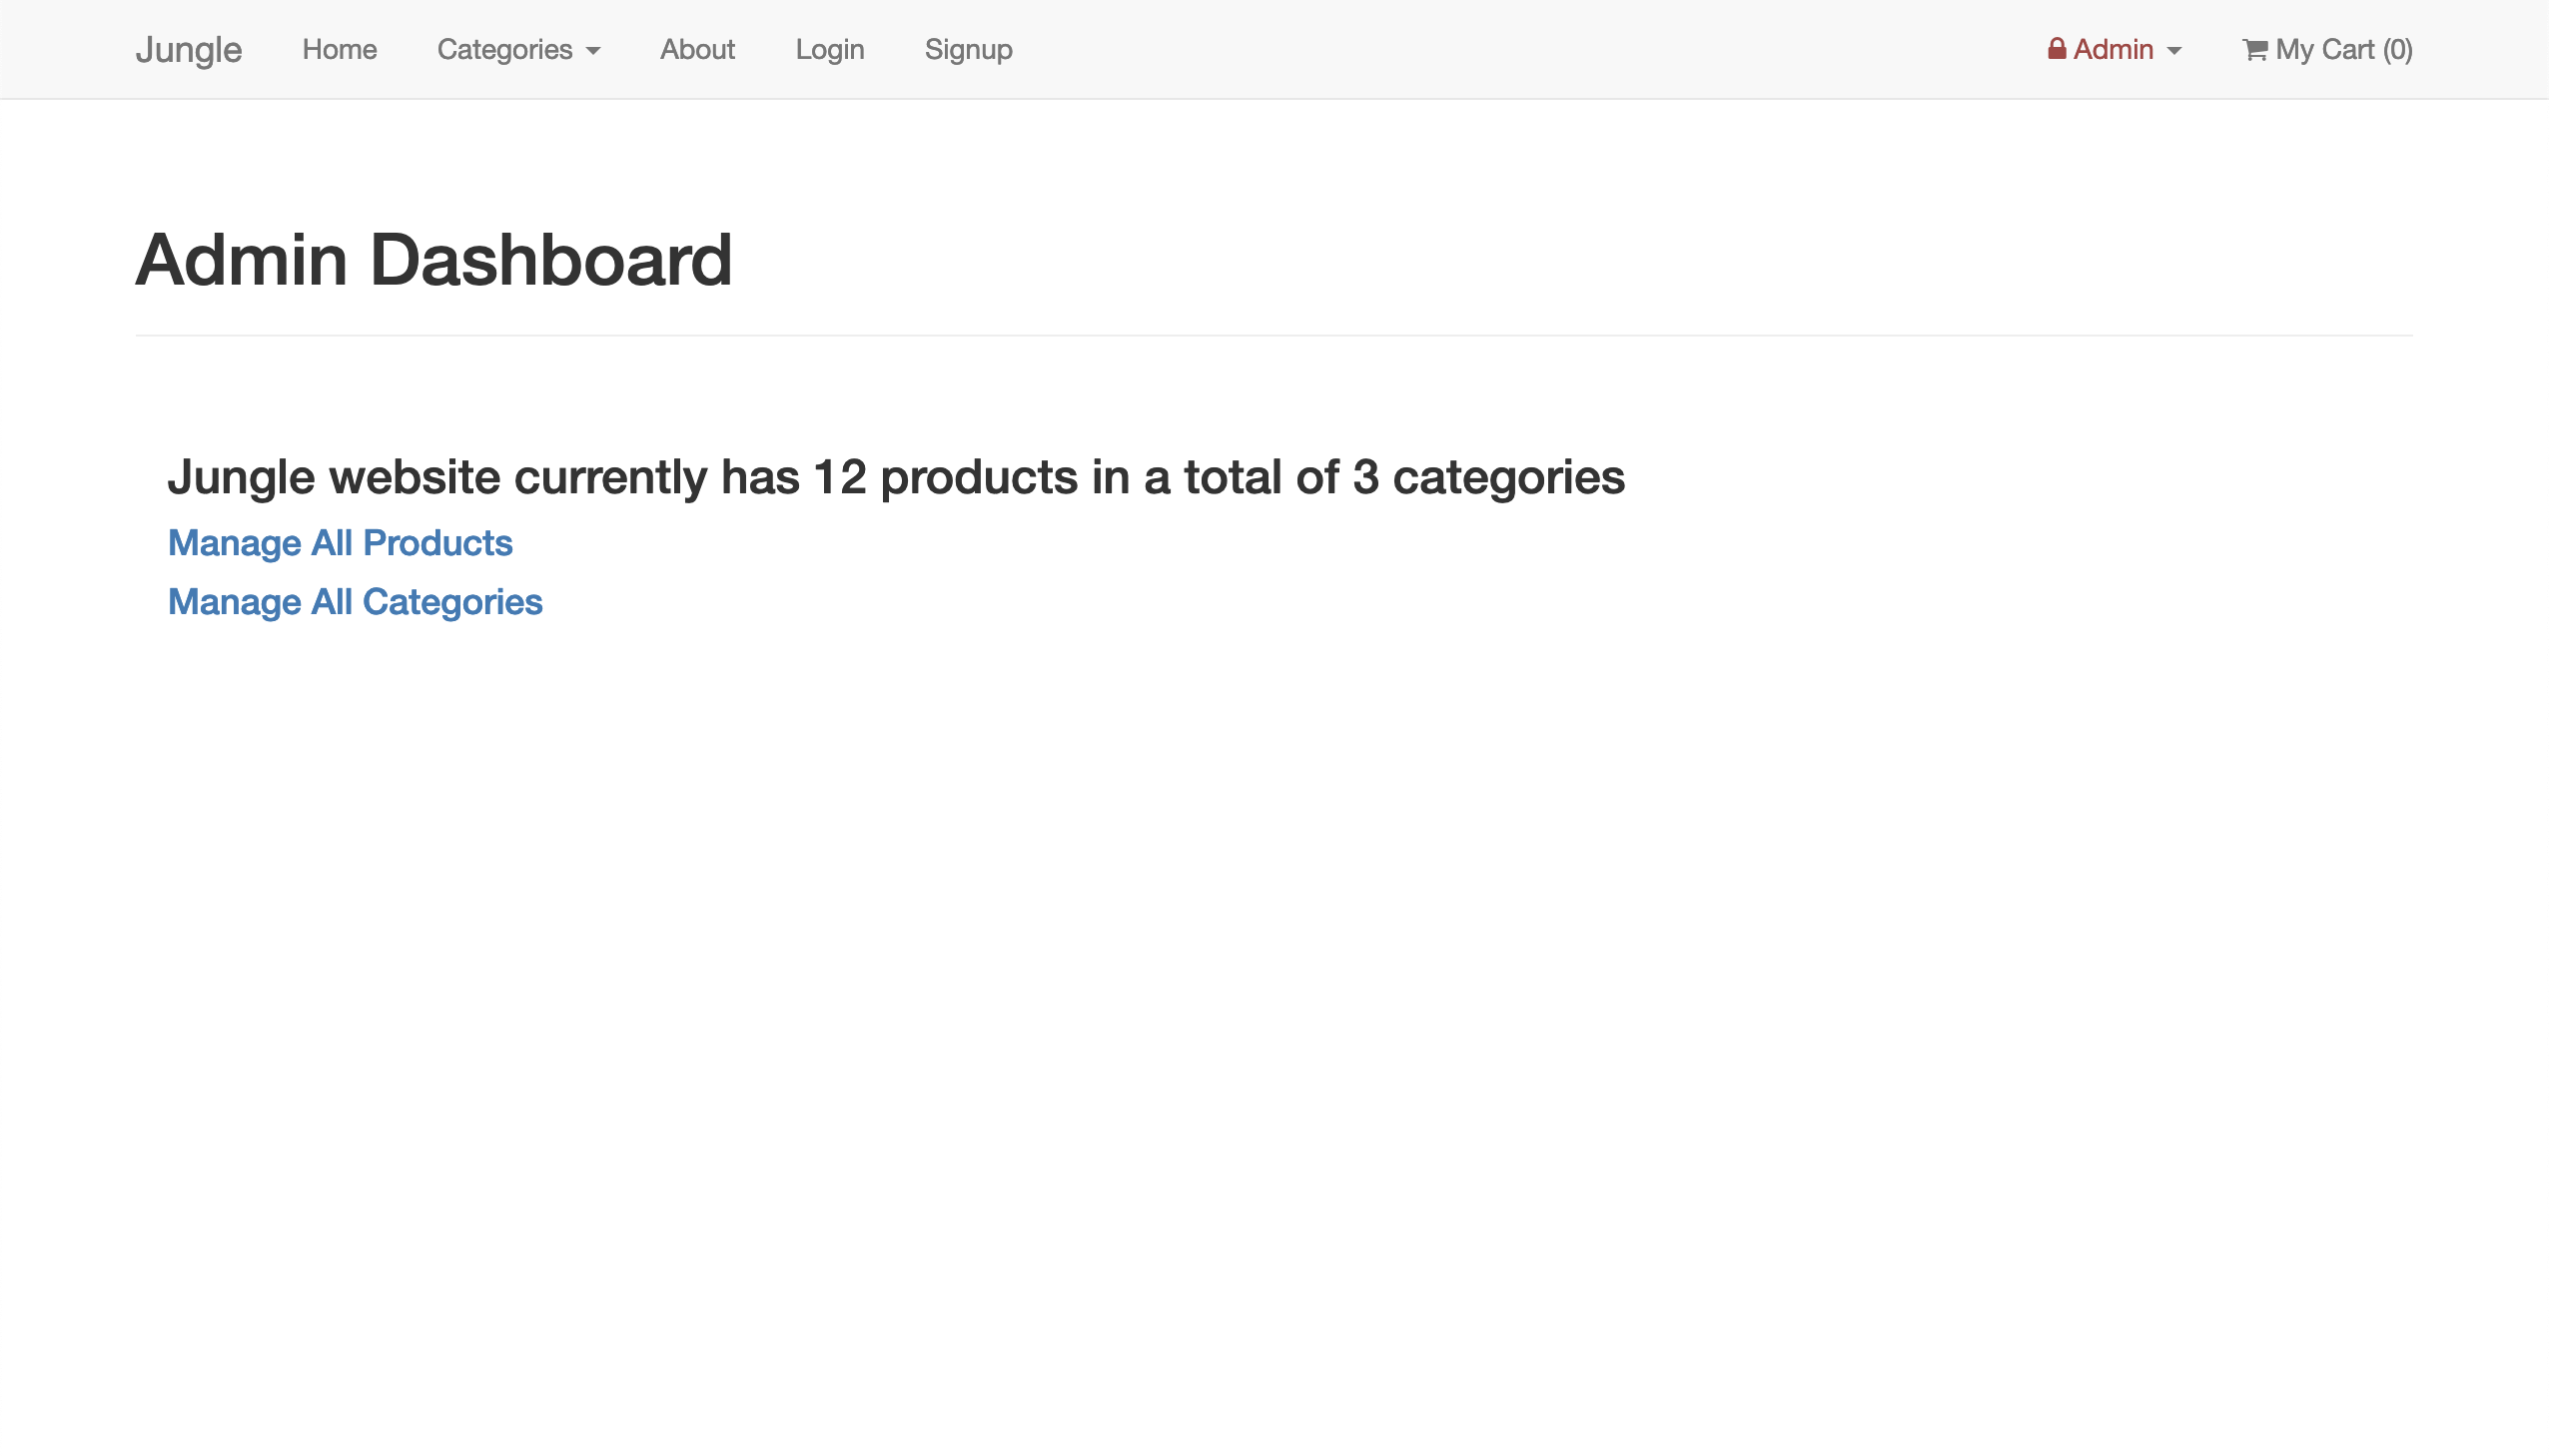 Jungle Home Categories About Login Signup Admin My Cart (0)
Admin Dashboard
Jungle website currently has 12 products in a total of 3 categories
Manage All Products
Manage All Categories